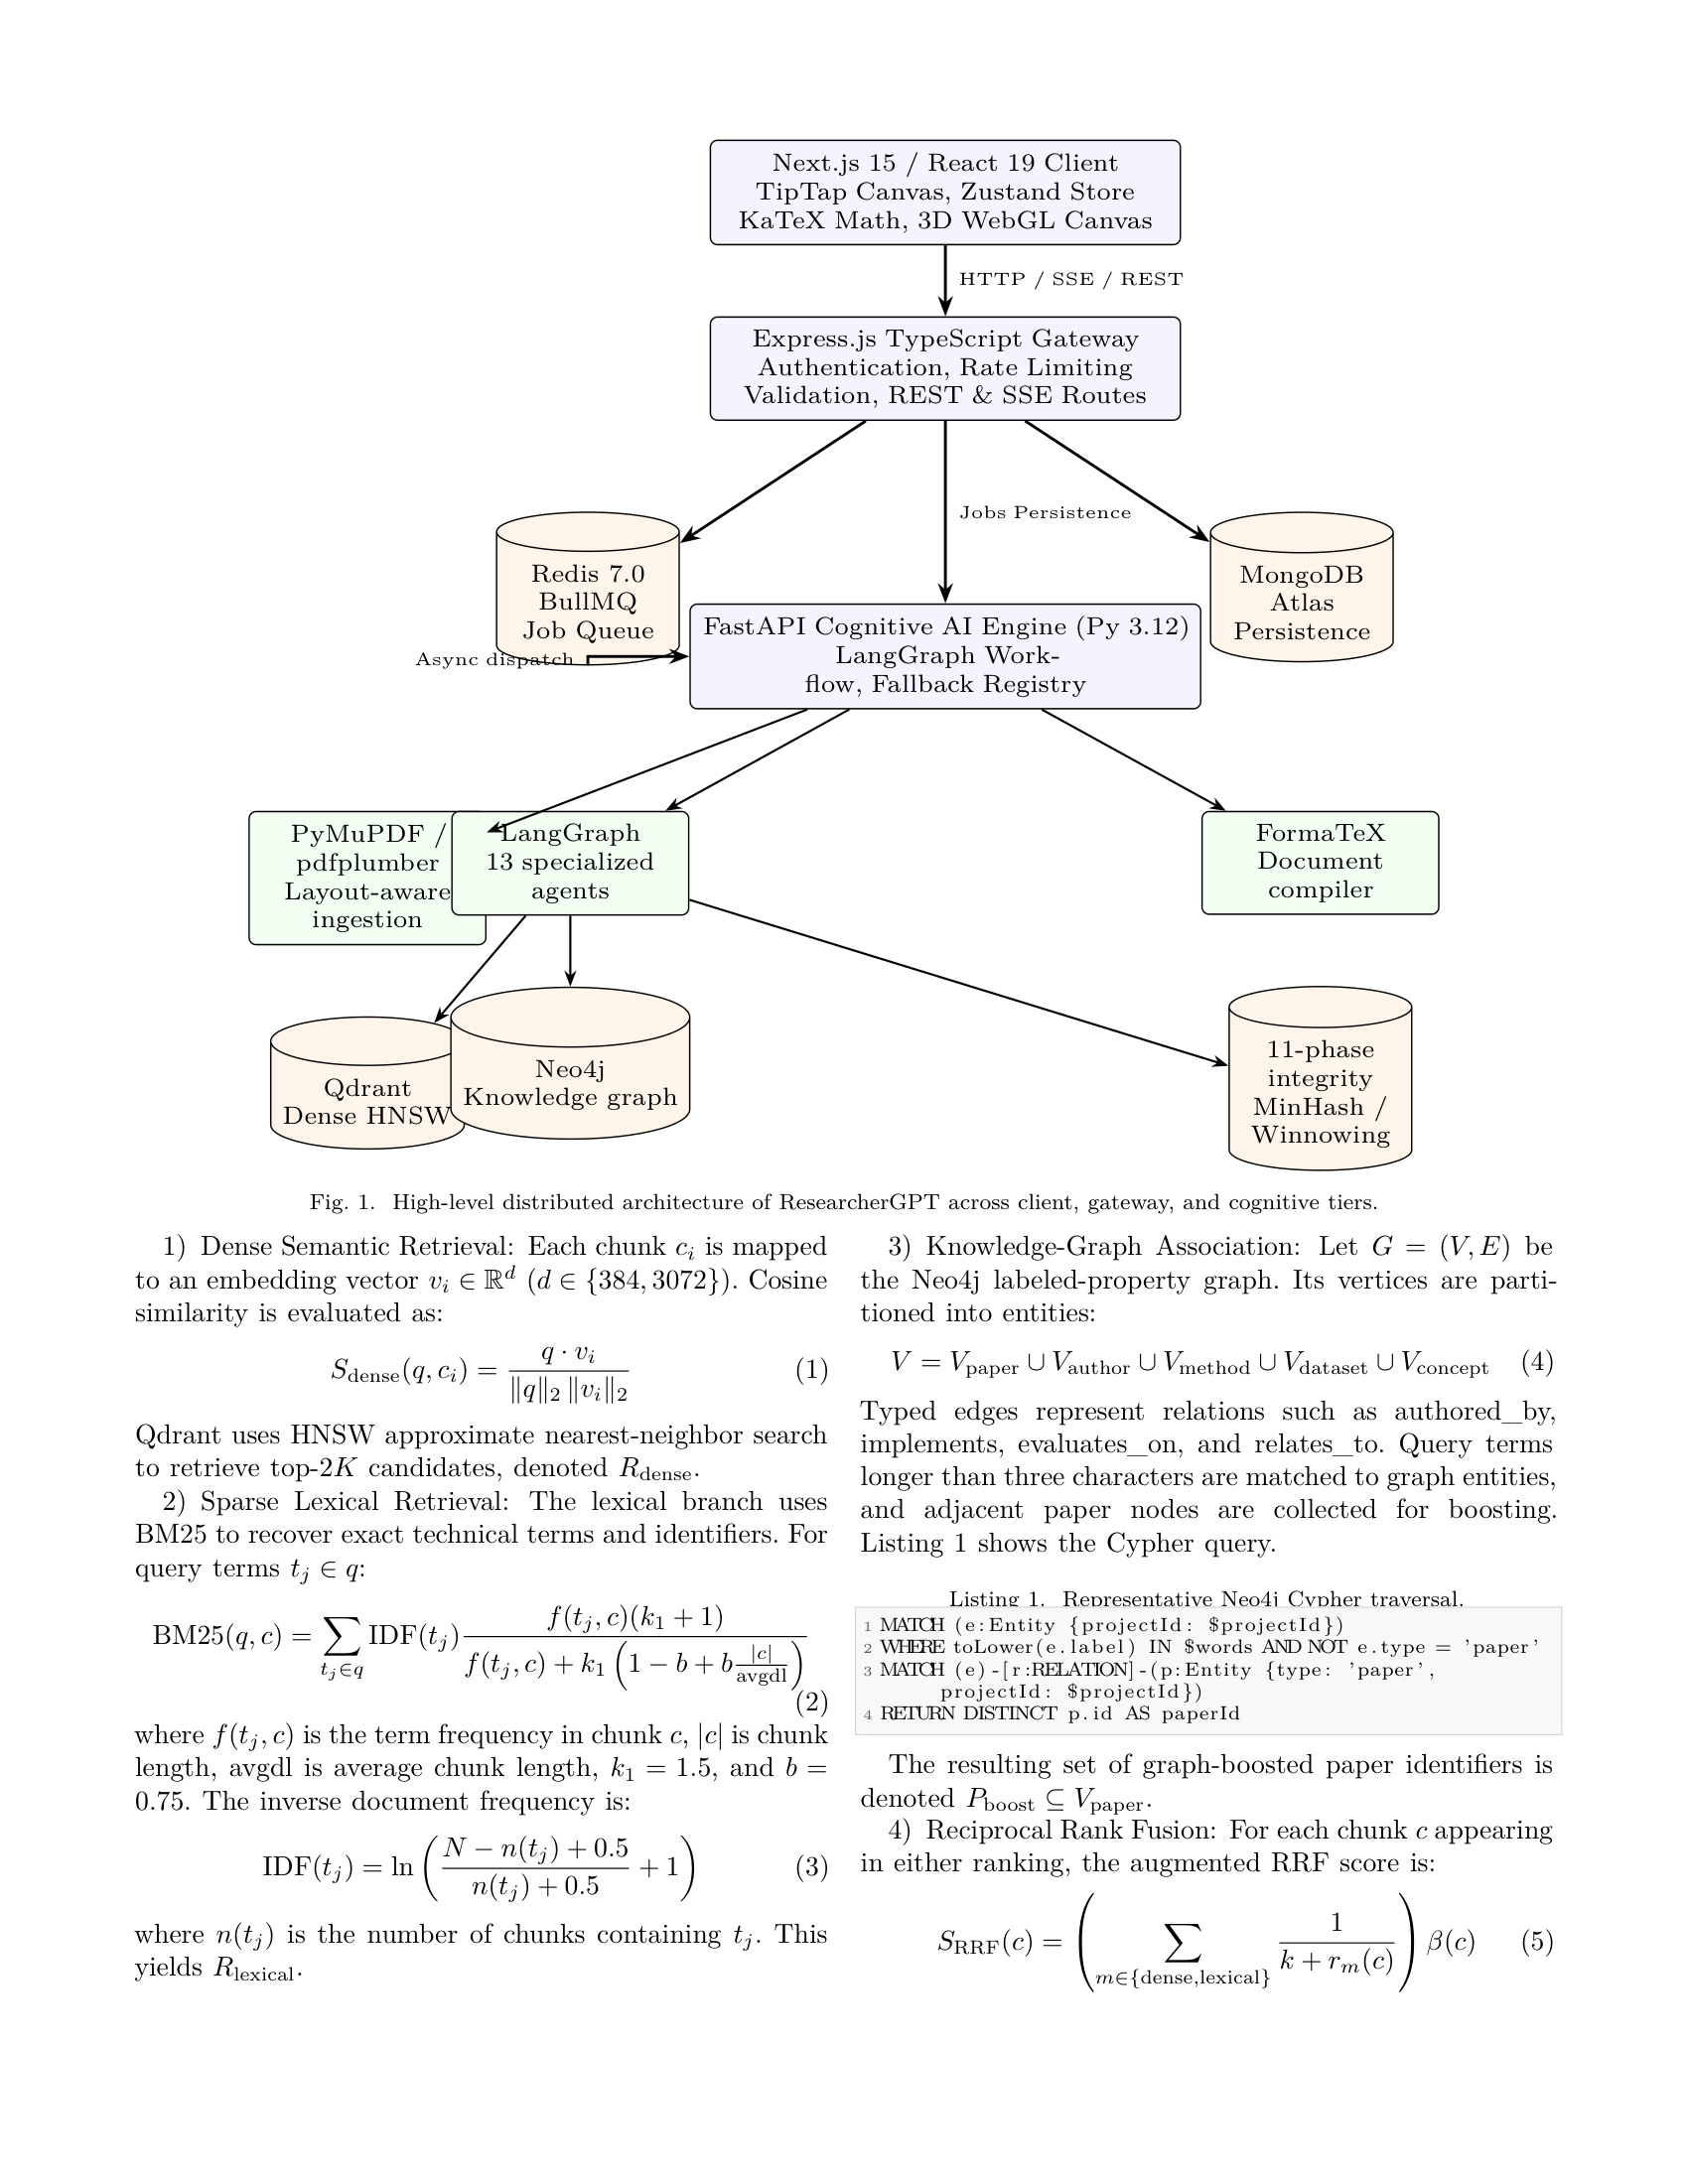 Next.js 15 / React 19 Client
TipTap Canvas, Zustand Store
KaTeX Math, 3D WebGL Canvas
HTTP / SSE / REST
Express.js TypeScript Gateway
Authentication, Rate Limiting
Validation, REST & SSE Routes
Jobs Persistence
Redis 7.0
BullMQ
Job Queue
MongoDB
Atlas
Persistence
Async dispatch
FastAPI Cognitive AI Engine (Py 3.12)
LangGraph Work-
flow, Fallback Registry
PyMuPDF /
pdfplumber
Layout-aware
ingestion
LangGraph
13 specialized
agents
FormaTeX
Document
compiler
Qdrant
Dense HNSW
Neo4j
Knowledge graph
11-phase
integrity
MinHash /
Winnowing
Fig. 1. High-level distributed architecture of ResearcherGPT across client, gateway, and cognitive tiers.
1) Dense Semantic Retrieval: Each chunk c_i is mapped
to an embedding vector v_i ∈ ℝ^d (d ∈ {384, 3072}). Cosine
similarity is evaluated as:
S_dense(q, c_i) = (q · v_i) / (‖q‖_2 ‖v_i‖_2) (1)
Qdrant uses HNSW approximate nearest-neighbor search
to retrieve top-2K candidates, denoted R_dense.
2) Sparse Lexical Retrieval: The lexical branch uses
BM25 to recover exact technical terms and identifiers. For
query terms t_j ∈ q:
BM25(q, c) = ∑_{t_j∈q} IDF(t_j) f(t_j, c)(k_1 + 1) / (f(t_j, c) + k_1 (1 − b + b |c|/avgdl))
(2)
where f(t_j, c) is the term frequency in chunk c, |c| is chunk
length, avgdl is average chunk length, k_1 = 1.5, and b =
0.75. The inverse document frequency is:
IDF(t_j) = ln ((N − n(t_j) + 0.5) / (n(t_j) + 0.5) + 1) (3)
where n(t_j) is the number of chunks containing t_j. This
yields R_lexical.
3) Knowledge-Graph Association: Let G = (V, E) be
the Neo4j labeled-property graph. Its vertices are parti-
tioned into entities:
V = V_paper ∪ V_author ∪ V_method ∪ V_dataset ∪ V_concept (4)
Typed edges represent relations such as authored_by,
implements, evaluates_on, and relates_to. Query terms
longer than three characters are matched to graph entities,
and adjacent paper nodes are collected for boosting.
Listing 1 shows the Cypher query.
Listing 1. Representative Neo4j Cypher traversal.
1 MATCH (e:Entity {projectId: $projectId})
2 WHERE toLower(e.label) IN $words AND NOT e.type = 'paper'
3 MATCH (e)-[r:RELATION]-(p:Entity {type: 'paper',
projectId: $projectId})
4 RETURN DISTINCT p.id AS paperId
The resulting set of graph-boosted paper identifiers is
denoted P_boost ⊆ V_paper.
4) Reciprocal Rank Fusion: For each chunk c appearing
in either ranking, the augmented RRF score is:
S_RRF(c) = (∑_{m∈{dense,lexical}} 1 / (k + r_m(c))) β(c) (5)